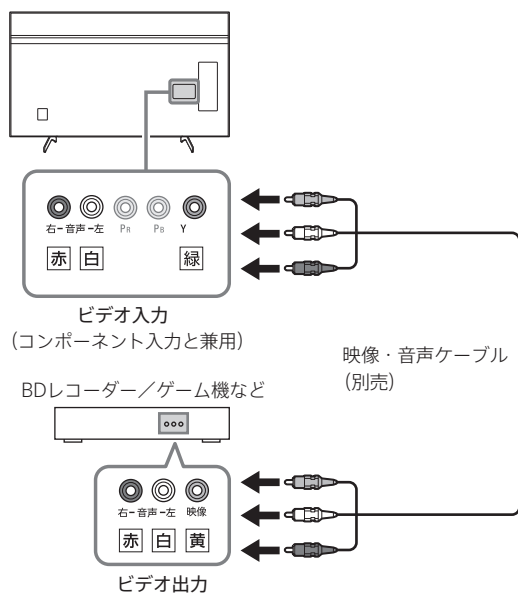 右-音声-左 PR PB Y
赤 白 緑
ビデオ入力
(コンポーネント入力と兼用)
映像・音声ケーブル
(別売)
BDレコーダー/ゲーム機など
右-音声-左 映像
赤 白 黄
ビデオ出力